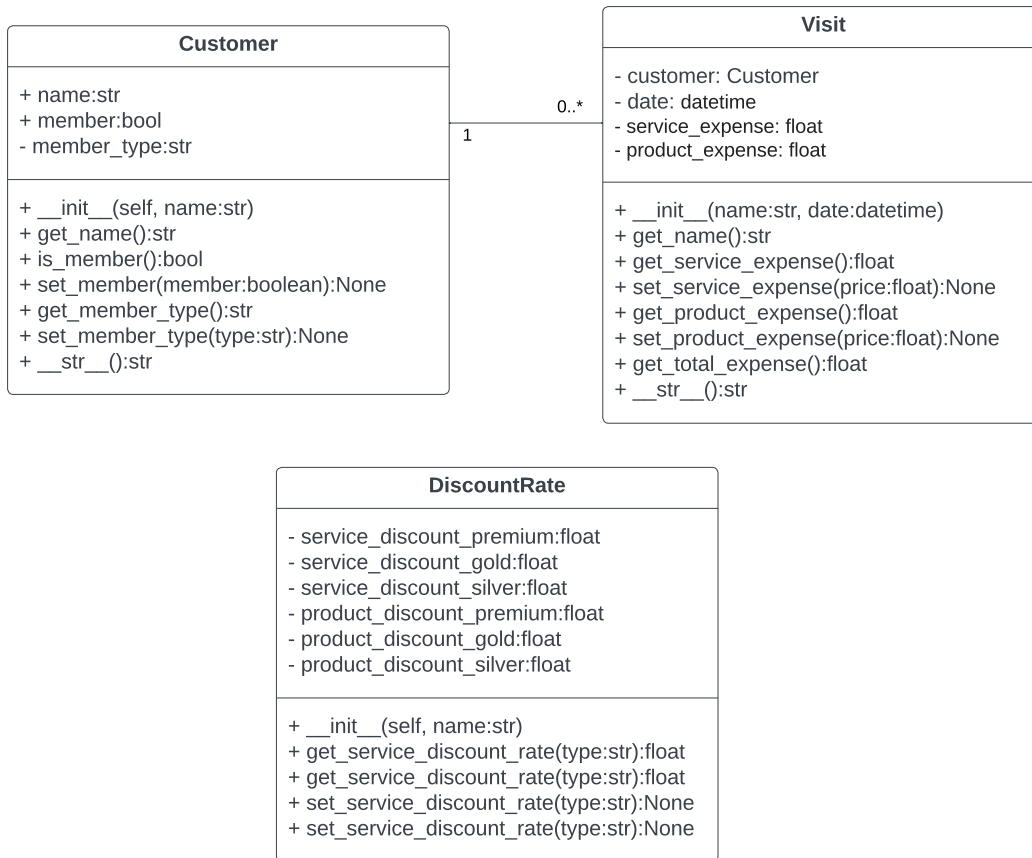 Customer
+ name:str
+ member:bool
- member_type:str
+ __init__(self, name:str)
+ get_name():str
+ is_member():bool
+ set_member(member:boolean):None
+ get_member_type():str
+ set_member_type(type:str):None
+ __str__():str
1
0..*
Visit
- customer: Customer
- date: datetime
- service_expense: float
- product_expense: float
+ __init__(name:str, date:datetime)
+ get_name():str
+ get_service_expense():float
+ set_service_expense(price:float):None
+ get_product_expense():float
+ set_product_expense(price:float):None
+ get_total_expense():float
+ __str__():str
DiscountRate
- service_discount_premium:float
- service_discount_gold:float
- service_discount_silver:float
- product_discount_premium:float
- product_discount_gold:float
- product_discount_silver:float
+ __init__(self, name:str)
+ get_service_discount_rate(type:str):float
+ get_service_discount_rate(type:str):float
+ set_service_discount_rate(type:str):None
+ set_service_discount_rate(type:str):None